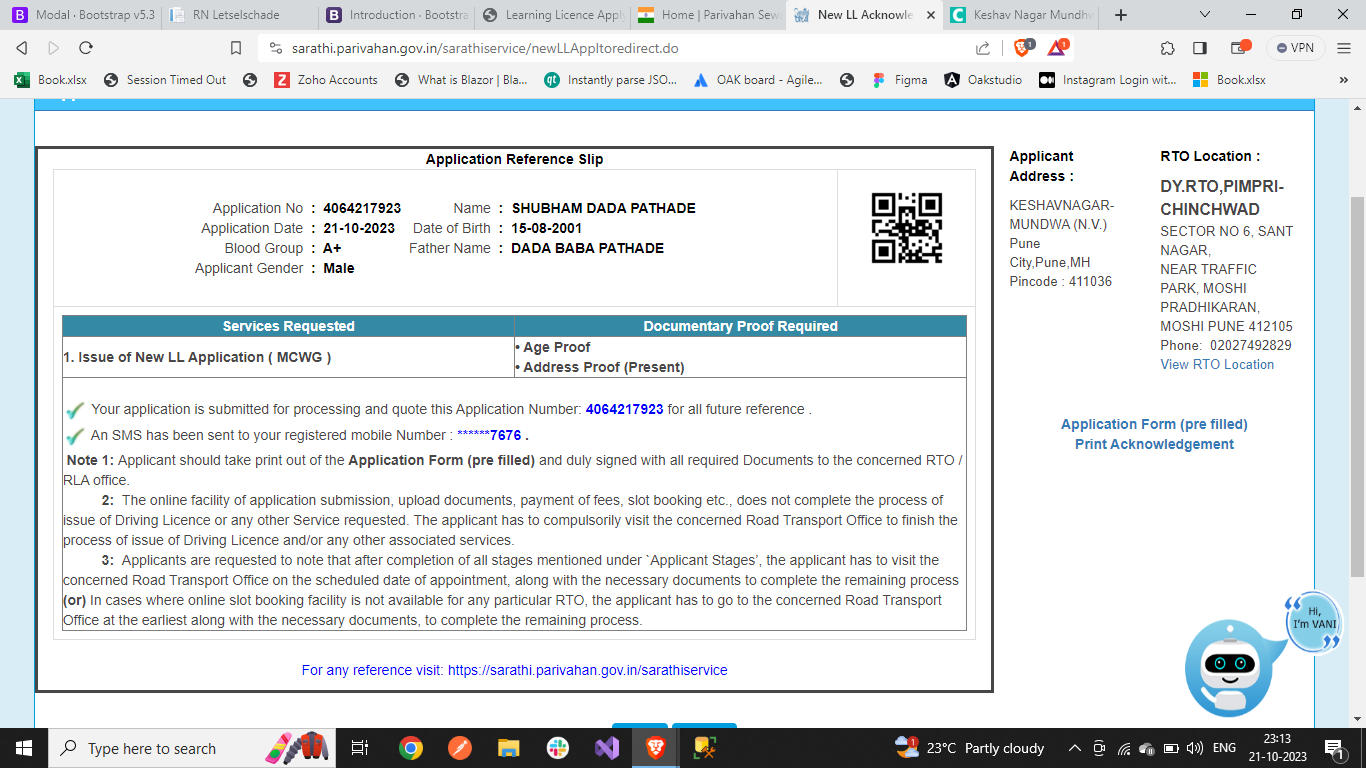 Modal · Bootstrap v5.3
RN Letselschade
Introduction · Bootstra
Learning Licence Appl
Home | Parivahan Sewa
New LL Acknowle
Keshav Nagar Mundhw
sarathi.parivahan.gov.in/sarathiservice/newLLAppltoredirect.do
1
1
VPN
Book.xlsx
Session Timed Out
Zoho Accounts
What is Blazor | Bla...
Instantly parse JSO...
OAK board - Agile...
Figma
Oakstudio
Instagram Login wit...
Book.xlsx
Application Reference Slip
Application No : 4064217923 Name : SHUBHAM DADA PATHADE
Application Date : 21-10-2023 Date of Birth : 15-08-2001
Blood Group : A+ Father Name : DADA BABA PATHADE
Applicant Gender : Male
Services Requested Documentary Proof Required
1. Issue of New LL Application ( MCWG )
• Age Proof
• Address Proof (Present)
Your application is submitted for processing and quote this Application Number: 4064217923 for all future reference .
An SMS has been sent to your registered mobile Number : ******7676 .
Note 1: Applicant should take print out of the Application Form (pre filled) and duly signed with all required Documents to the concerned RTO /
RLA office.
2: The online facility of application submission, upload documents, payment of fees, slot booking etc., does not complete the process of
issue of Driving Licence or any other Service requested. The applicant has to compulsorily visit the concerned Road Transport Office to finish the
process of issue of Driving Licence and/or any other associated services.
3: Applicants are requested to note that after completion of all stages mentioned under `Applicant Stages’, the applicant has to visit the
concerned Road Transport Office on the scheduled date of appointment, along with the necessary documents to complete the remaining process
(or) In cases where online slot booking facility is not available for any particular RTO, the applicant has to go to the concerned Road Transport
Office at the earliest along with the necessary documents, to complete the remaining process.
For any reference visit: https://sarathi.parivahan.gov.in/sarathiservice
Applicant
Address :
KESHAVNAGAR-
MUNDWA (N.V.)
Pune
City,Pune,MH
Pincode : 411036
RTO Location :
DY.RTO,PIMPRI-
CHINCHWAD
SECTOR NO 6, SANT
NAGAR,
NEAR TRAFFIC
PARK, MOSHI
PRADHIKARAN,
MOSHI PUNE 412105
Phone: 02027492829
View RTO Location
Application Form (pre filled)
Print Acknowledgement
Hi,
I'm VANI
Type here to search
23°C Partly cloudy
ENG
23:13
21-10-2023
1